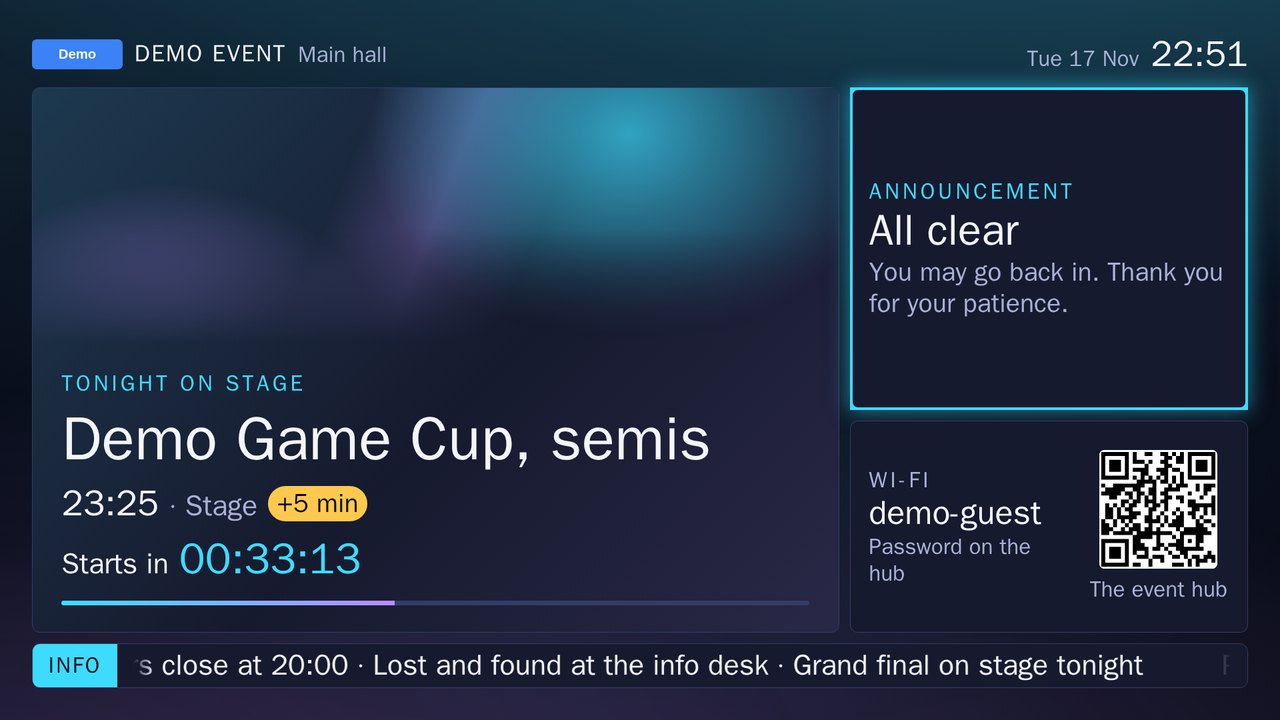 Demo
DEMO EVENT Main hall
Tue 17 Nov 22:51
TONIGHT ON STAGE
Demo Game Cup, semis
23:25 · Stage +5 min
Starts in 00:33:13
ANNOUNCEMENT
All clear
You may go back in. Thank you
for your patience.
WI-FI
demo-guest
Password on the
hub
The event hub
INFO
close at 20:00 · Lost and found at the info desk · Grand final on stage tonight